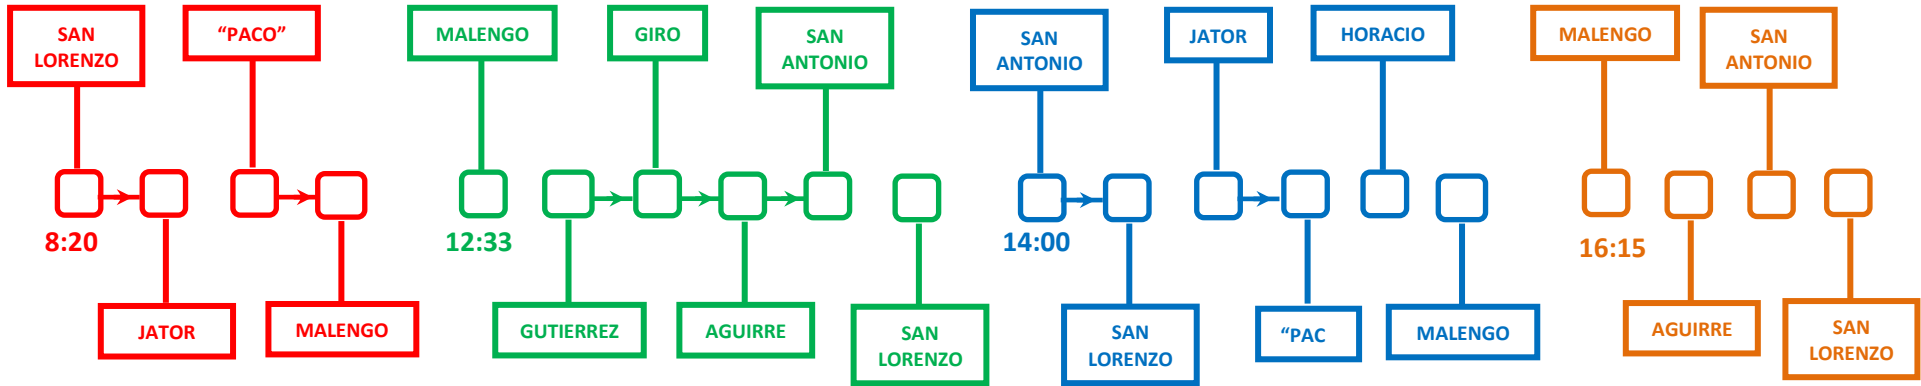 SAN
LORENZO
"PACO"
8:20
JATOR
MALENGO
MALENGO
GIRO
SAN
ANTONIO
12:33
GUTIERREZ
AGUIRRE
SAN
LORENZO
SAN
ANTONIO
JATOR
HORACIO
14:00
SAN
LORENZO
"PAC
MALENGO
MALENGO
SAN
ANTONIO
16:15
AGUIRRE
SAN
LORENZO